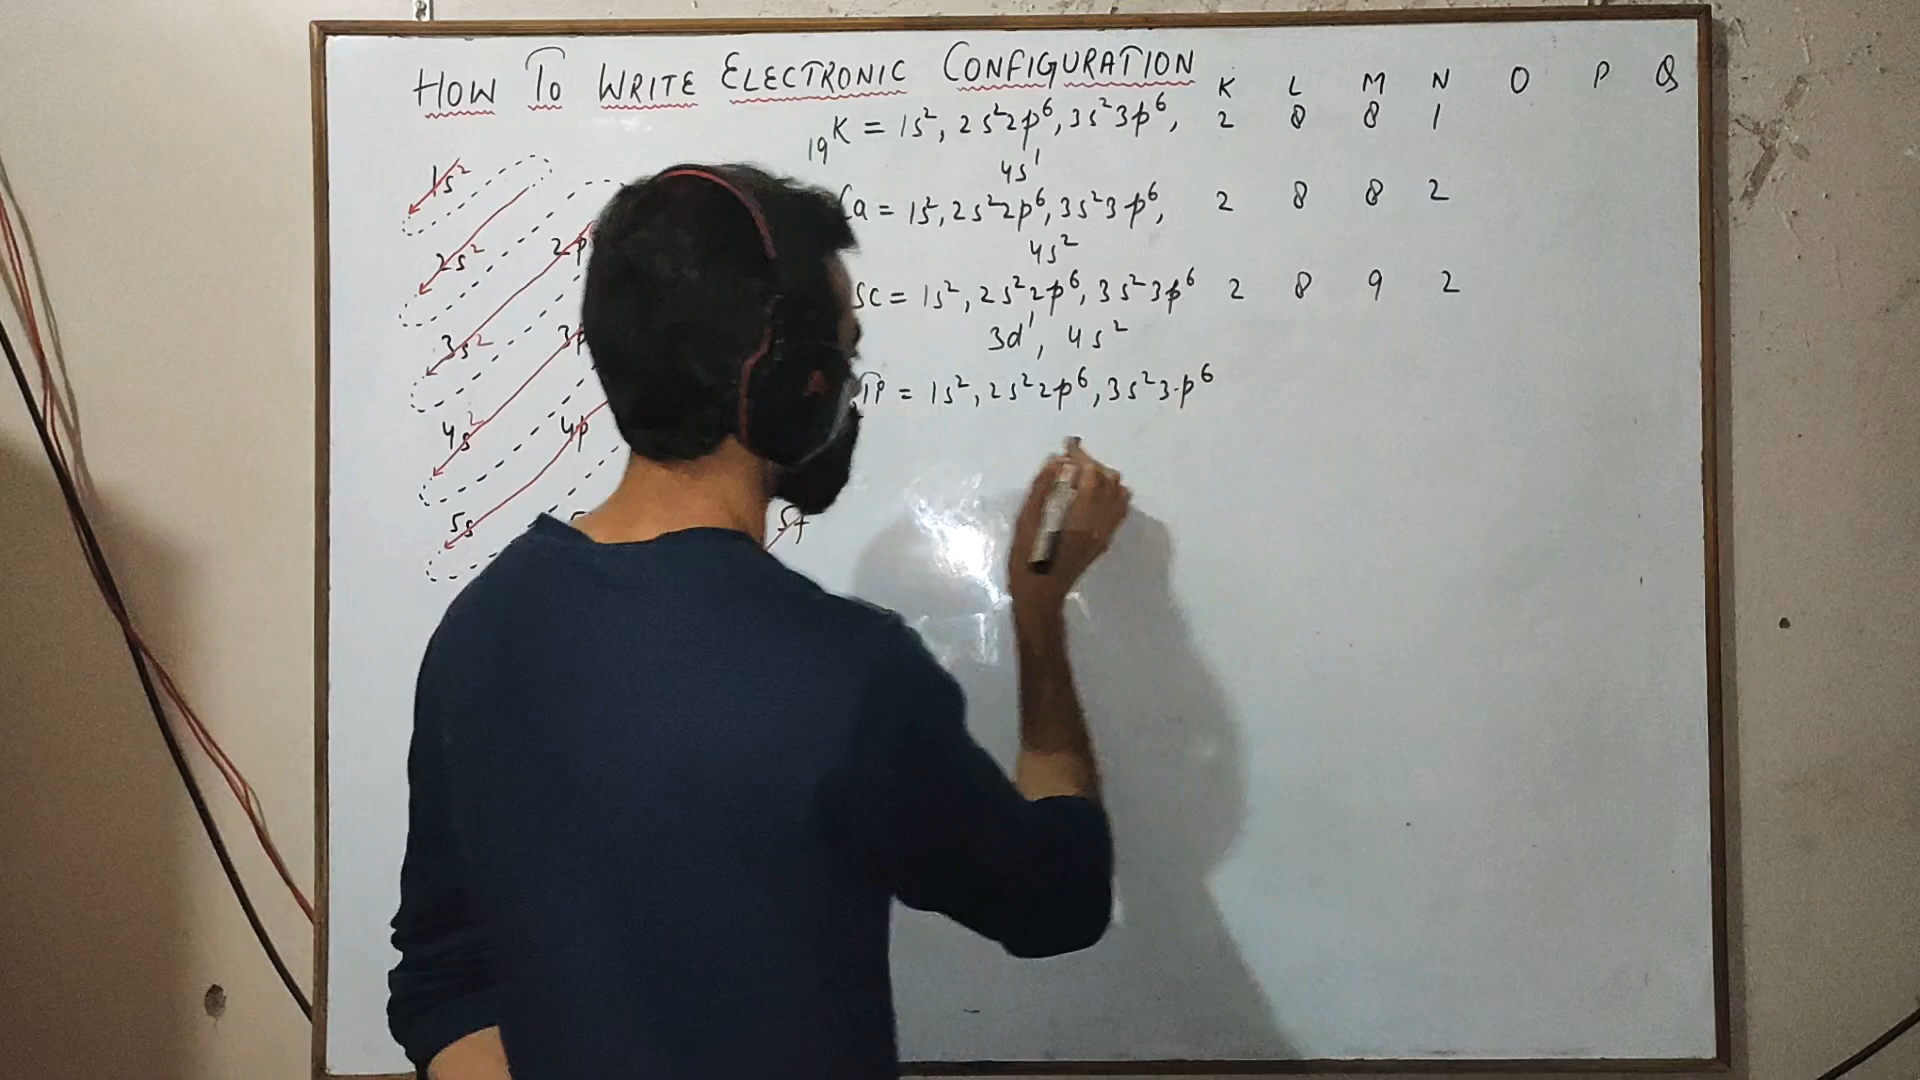 HOW TO WRITE ELECTRONIC CONFIGURATION
K L M N O P Q
19K = 1s², 2s²2p⁶, 3s²3p⁶, 2 8 8 1
4s¹
Ca = 1s², 2s²2p⁶, 3s²3p⁶, 2 8 8 2
4s²
Sc = 1s², 2s²2p⁶, 3s²3p⁶ 2 8 9 2
3d¹, 4s²
= 1s², 2s²2p⁶, 3s²3p⁶
1s²
2s² 2p
3s² 3p
4s² 4p
5s 5f